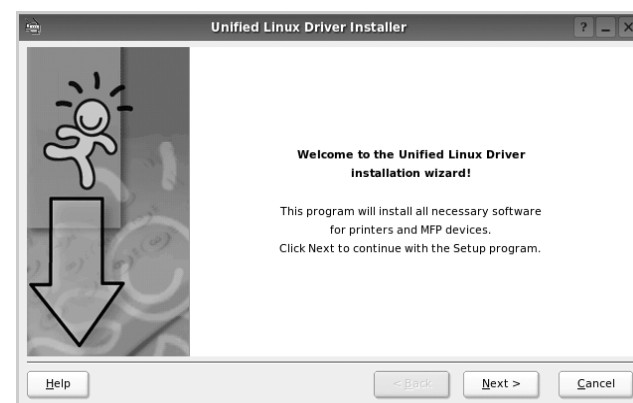 Unified Linux Driver Installer
Welcome to the Unified Linux Driver
installation wizard!
This program will install all necessary software
for printers and MFP devices.
Click Next to continue with the Setup program.
Help
< Back
Next >
Cancel